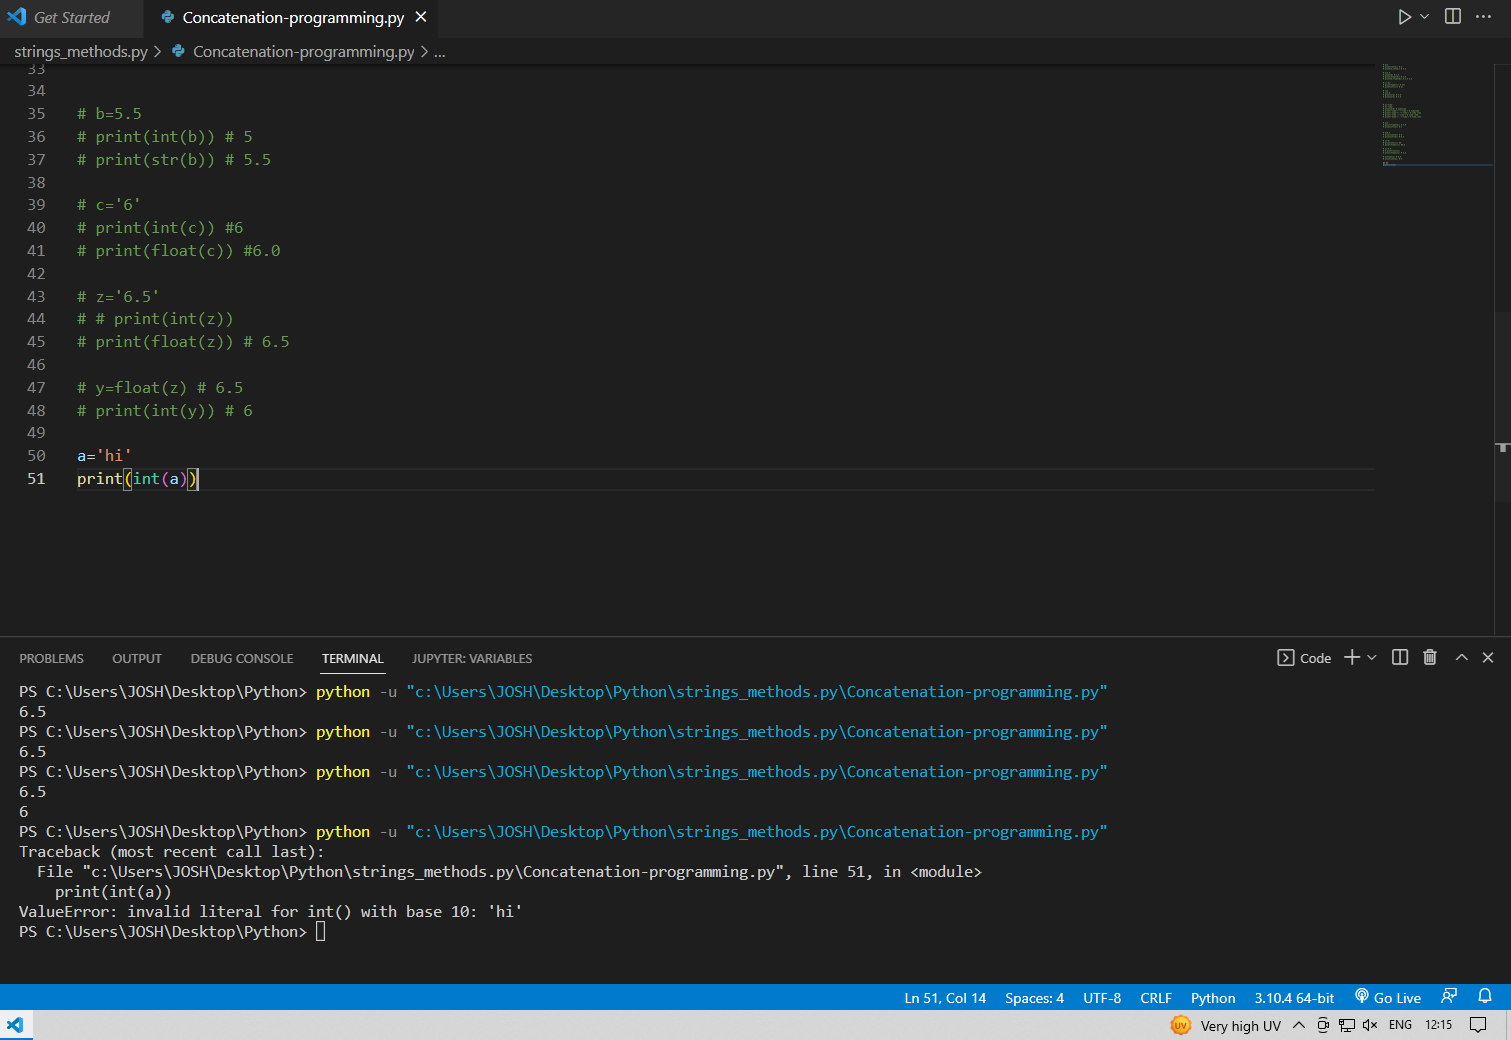 Get Started
Concatenation-programming.py
strings_methods.py > Concatenation-programming.py > ...
33
34
35 # b=5.5
36 # print(int(b)) # 5
37 # print(str(b)) # 5.5
38
39 # c='6'
40 # print(int(c)) #6
41 # print(float(c)) #6.0
42
43 # z='6.5'
44 # # print(int(z))
45 # print(float(z)) # 6.5
46
47 # y=float(z) # 6.5
48 # print(int(y)) # 6
49
50 a='hi'
51 print(int(a))
PROBLEMS OUTPUT DEBUG CONSOLE TERMINAL JUPYTER: VARIABLES Code
PS C:\Users\JOSH\Desktop\Python> python -u "c:\Users\JOSH\Desktop\Python\strings_methods.py\Concatenation-programming.py"
6.5
PS C:\Users\JOSH\Desktop\Python> python -u "c:\Users\JOSH\Desktop\Python\strings_methods.py\Concatenation-programming.py"
6.5
PS C:\Users\JOSH\Desktop\Python> python -u "c:\Users\JOSH\Desktop\Python\strings_methods.py\Concatenation-programming.py"
6.5
6
PS C:\Users\JOSH\Desktop\Python> python -u "c:\Users\JOSH\Desktop\Python\strings_methods.py\Concatenation-programming.py"
Traceback (most recent call last):
  File "c:\Users\JOSH\Desktop\Python\strings_methods.py\Concatenation-programming.py", line 51, in <module>
    print(int(a))
ValueError: invalid literal for int() with base 10: 'hi'
PS C:\Users\JOSH\Desktop\Python>
Ln 51, Col 14 Spaces: 4 UTF-8 CRLF Python 3.10.4 64-bit Go Live
UV Very high UV ENG 12:15